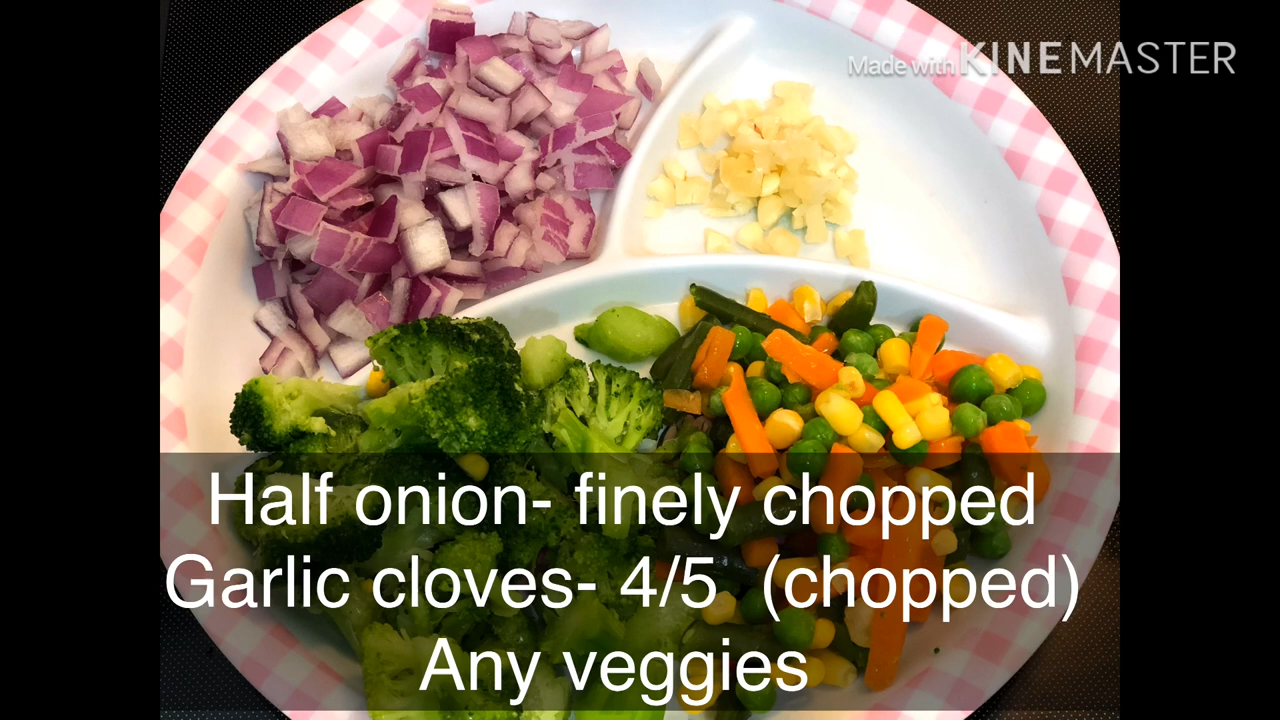 Made with KINEMASTER
Half onion- finely chopped
Garlic cloves- 4/5 (chopped)
Any veggies